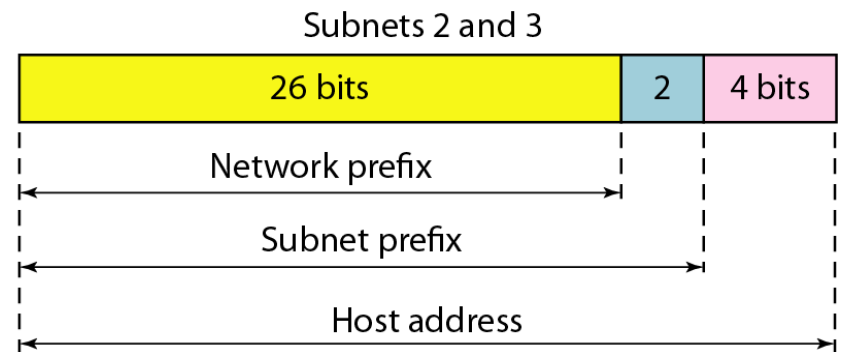 Subnets 2 and 3
26 bits 2 4 bits
Network prefix
Subnet prefix
Host address